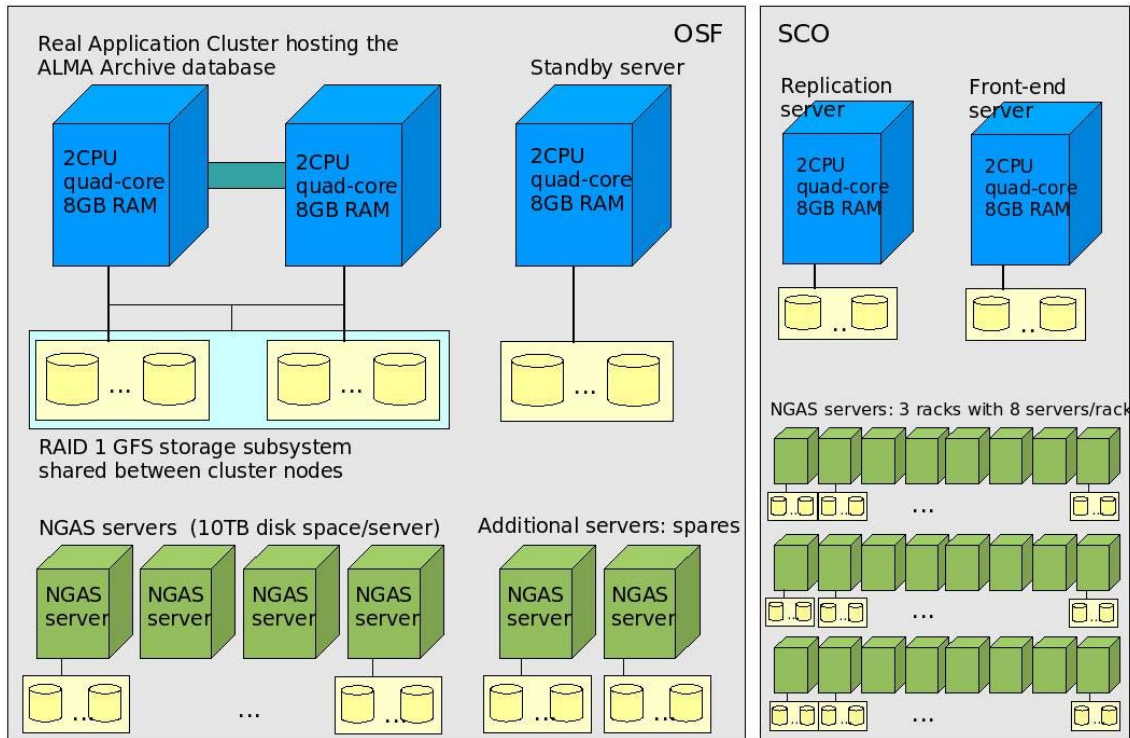 OSF
Real Application Cluster hosting the
ALMA Archive database
Standby server
2CPU
quad-core
8GB RAM
2CPU
quad-core
8GB RAM
2CPU
quad-core
8GB RAM
...
...
...
RAID 1 GFS storage subsystem
shared between cluster nodes
NGAS servers (10TB disk space/server)
Additional servers: spares
NGAS
server
NGAS
server
NGAS
server
NGAS
server
NGAS
server
NGAS
server
...
...
...
...
...
SCO
Replication
server
Front-end
server
2CPU
quad-core
8GB RAM
2CPU
quad-core
8GB RAM
..
..
NGAS servers: 3 racks with 8 servers/rack
...
...
...
...
...
...
...
...
...
...
...
...